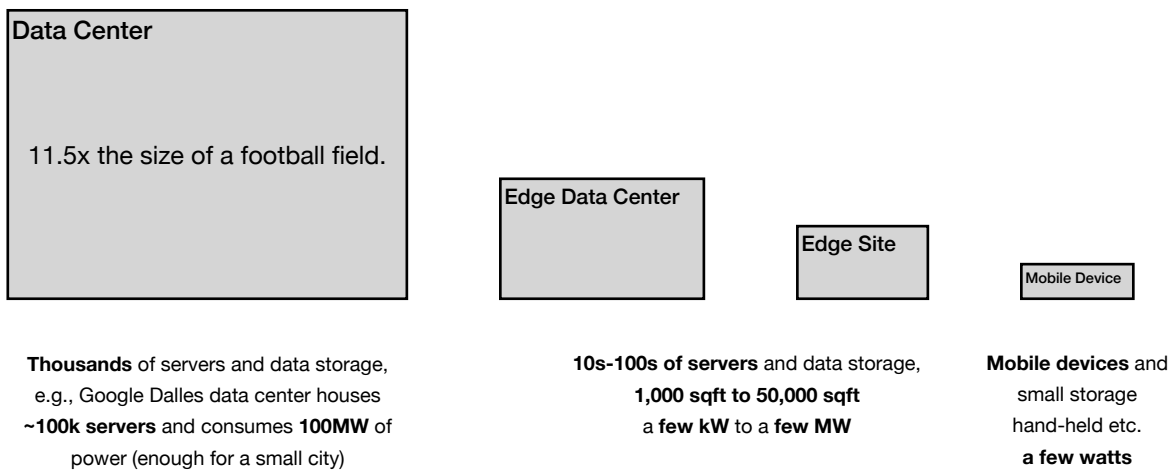 Data Center
11.5x the size of a football field.
Edge Data Center
Edge Site
Mobile Device
Thousands of servers and data storage,
e.g., Google Dalles data center houses
~100k servers and consumes 100MW of
power (enough for a small city)
10s-100s of servers and data storage,
1,000 sqft to 50,000 sqft
a few kW to a few MW
Mobile devices and
small storage
hand-held etc.
a few watts